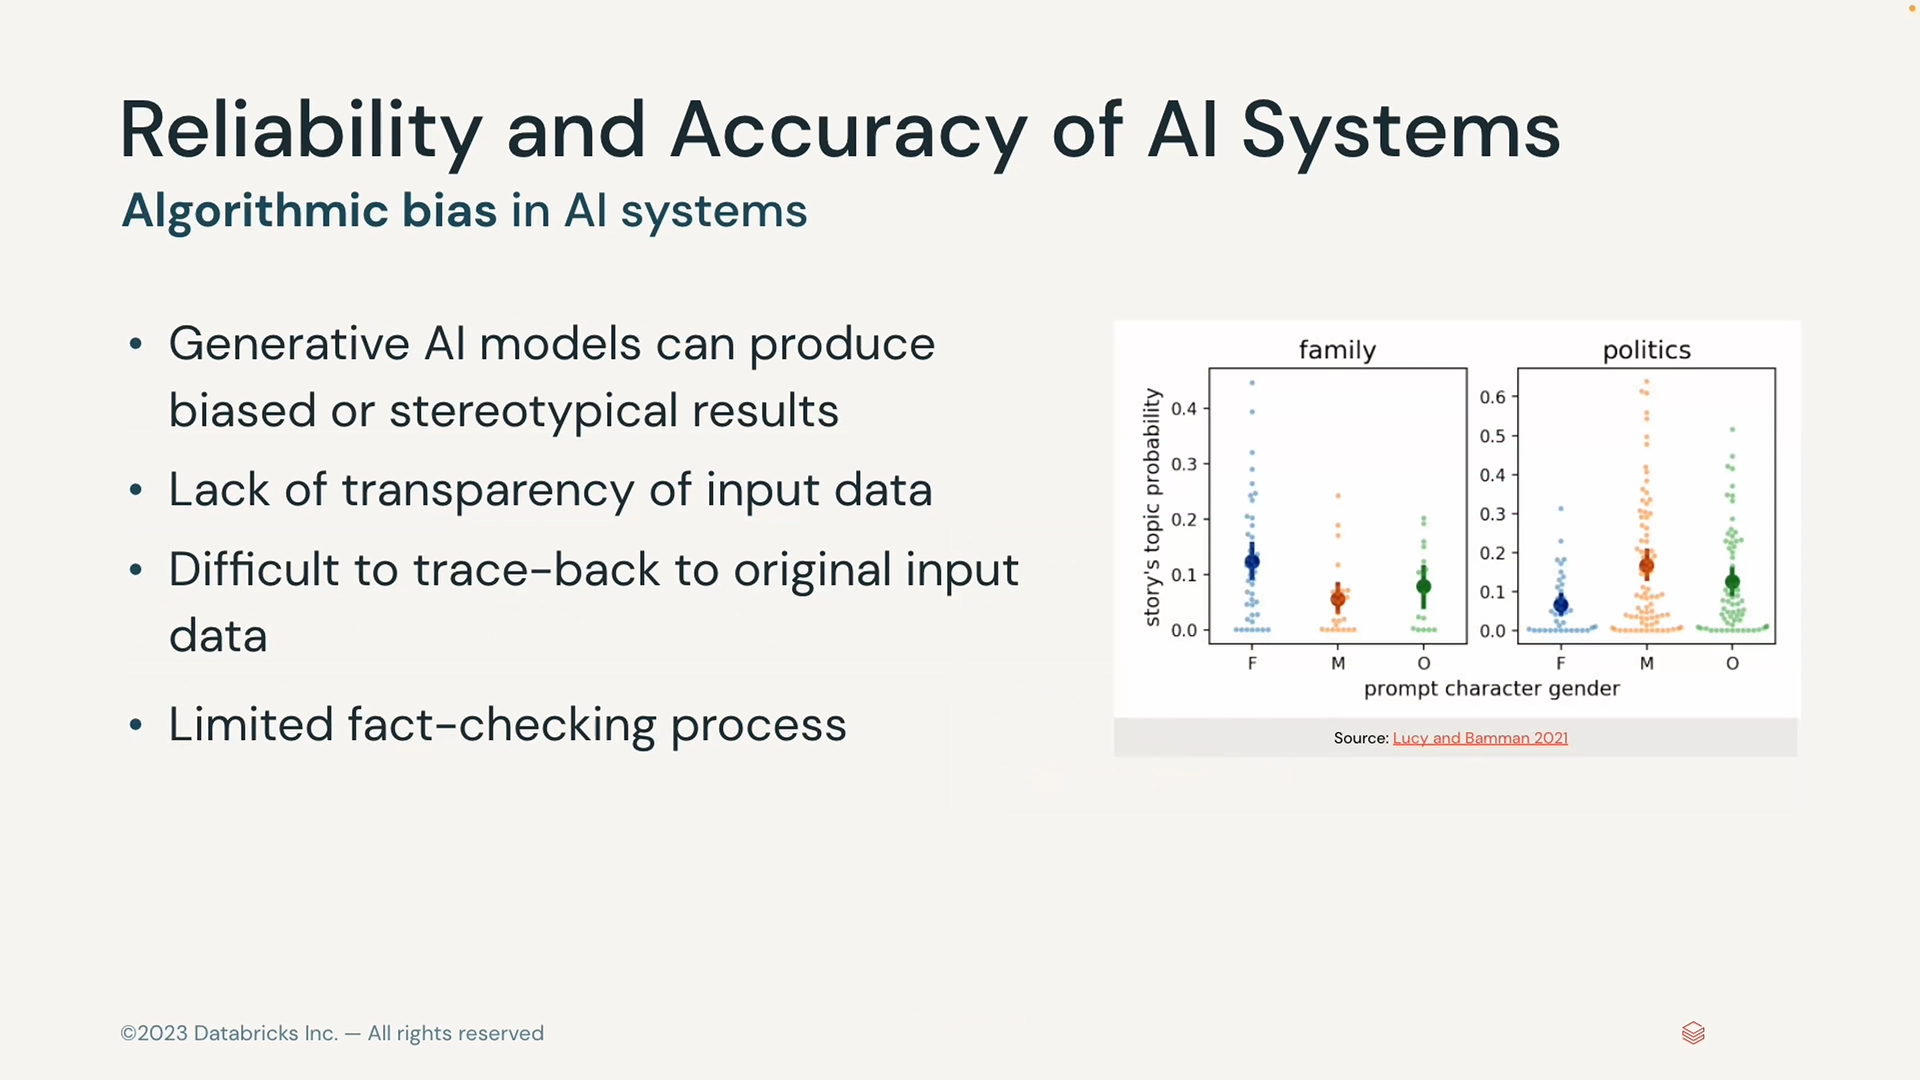 Reliability and Accuracy of AI Systems
Algorithmic bias in AI systems
• Generative AI models can produce
biased or stereotypical results
• Lack of transparency of input data
• Difficult to trace-back to original input
data
• Limited fact-checking process
family
politics
story's topic probability
0.4
0.3
0.2
0.1
0.0
0.6
0.5
0.4
0.3
0.2
0.1
0.0
F M O
F M O
prompt character gender
Source: Lucy and Bamman 2021
©2023 Databricks Inc. — All rights reserved